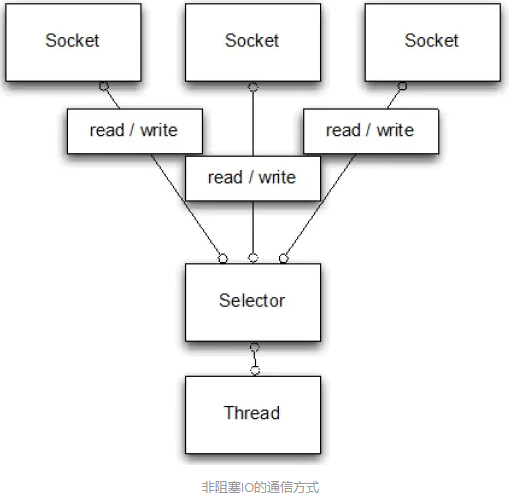 Socket
Socket
Socket
read / write
read / write
read / write
Selector
Thread
非阻塞IO的通信方式